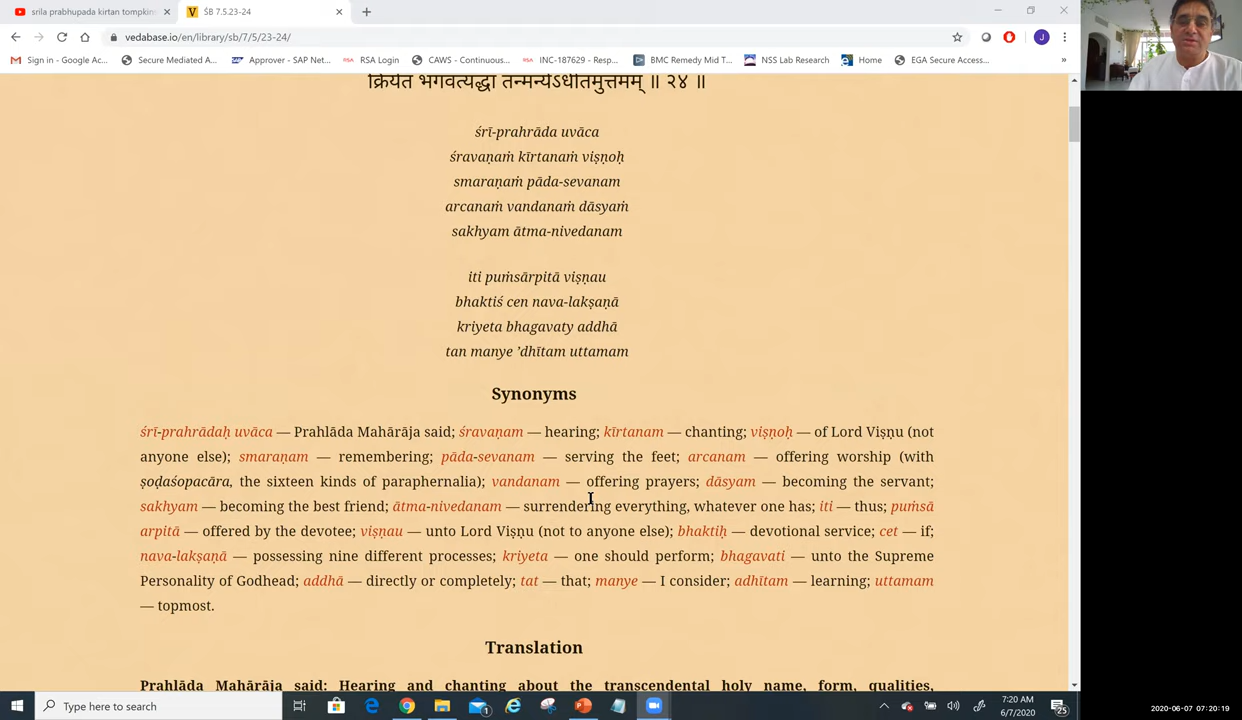 srila prabhupada kirtan tompkin
ŚB 7.5.23-24
vedabase.io/en/library/sb/7/5/23-24/
Sign in - Google Ac...
Secure Mediated A...
Approver - SAP Net...
RSA Login
CAWS - Continuous...
INC-187629 - Resp...
BMC Remedy Mid T...
NSS Lab Research
Home
EGA Secure Access...
क्रियेत भगवत्यद्धा तन्मन्येऽधीतमुत्तमम् ॥ २४ ॥
śrī-prahrāda uvāca
śravaṇaṁ kīrtanaṁ viṣṇoḥ
smaraṇaṁ pāda-sevanam
arcanaṁ vandanaṁ dāsyaṁ
sakhyam ātma-nivedanam
iti puṁsārpitā viṣṇau
bhaktiś cen nava-lakṣaṇā
kriyeta bhagavaty addhā
tan manye ’dhītam uttamam
Synonyms
śrī-prahrādaḥ uvāca — Prahlāda Mahārāja said; śravaṇam — hearing; kīrtanam — chanting; viṣṇoḥ — of Lord Viṣṇu (not
anyone else); smaraṇam — remembering; pāda-sevanam — serving the feet; arcanam — offering worship (with
ṣoḍaśopacāra, the sixteen kinds of paraphernalia); vandanam — offering prayers; dāsyam — becoming the servant;
sakhyam — becoming the best friend; ātma-nivedanam — surrendering everything, whatever one has; iti — thus; puṁsā
arpitā — offered by the devotee; viṣṇau — unto Lord Viṣṇu (not to anyone else); bhaktiḥ — devotional service; cet — if;
nava-lakṣaṇā — possessing nine different processes; kriyeta — one should perform; bhagavati — unto the Supreme
Personality of Godhead; addhā — directly or completely; tat — that; manye — I consider; adhītam — learning; uttamam
— topmost.
Translation
Prahlāda Mahārāja said: Hearing and chanting about the transcendental holy name, form, qualities,
Type here to search
7:20 AM
6/7/2020
25
2020-06-07 07:20:19